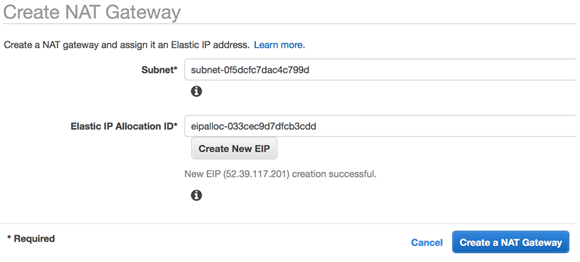 Create NAT Gateway
Create a NAT gateway and assign it an Elastic IP address. Learn more.
Subnet* subnet-0f5dcfc7dac4c799d
Elastic IP Allocation ID* eipalloc-033cec9d7dfcb3cdd
Create New EIP
New EIP (52.39.117.201) creation successful.
* Required Cancel Create a NAT Gateway